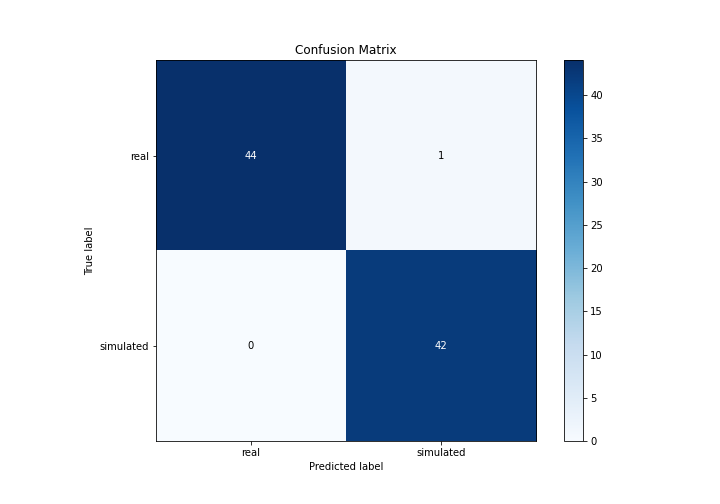 Confusion Matrix
real
44
1
simulated
0
42
real
simulated
True label
Predicted label
40
35
30
25
20
15
10
5
0